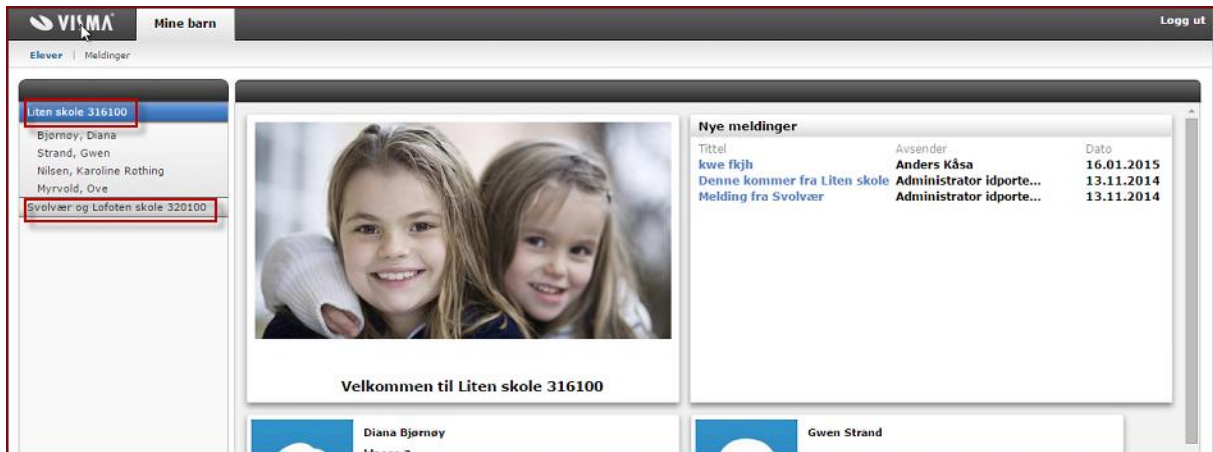 VISMA Mine barn Logg ut
Elever | Meldinger
Liten skole 316100
Bjørnøy, Diana
Strand, Gwen
Nilsen, Karoline Rothing
Myrvold, Ove
Svolvær og Lofoten skole 320100
Velkommen til Liten skole 316100
Nye meldinger
Tittel Avsender Dato
kwe fkjh Anders Kåsa 16.01.2015
Denne kommer fra Liten skole Administrator idporte... 13.11.2014
Melding fra Svolvær Administrator idporte... 13.11.2014
Diana Bjørnøy
Gwen Strand